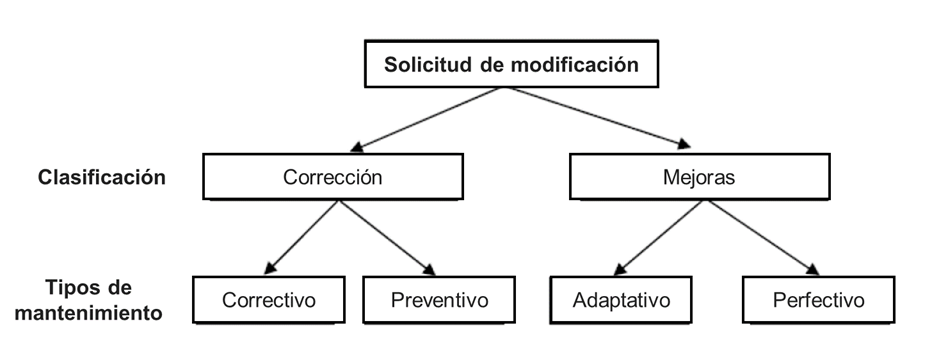 Solicitud de modificación
Clasificación
Corrección
Mejoras
Tipos de
mantenimiento
Correctivo
Preventivo
Adaptativo
Perfectivo